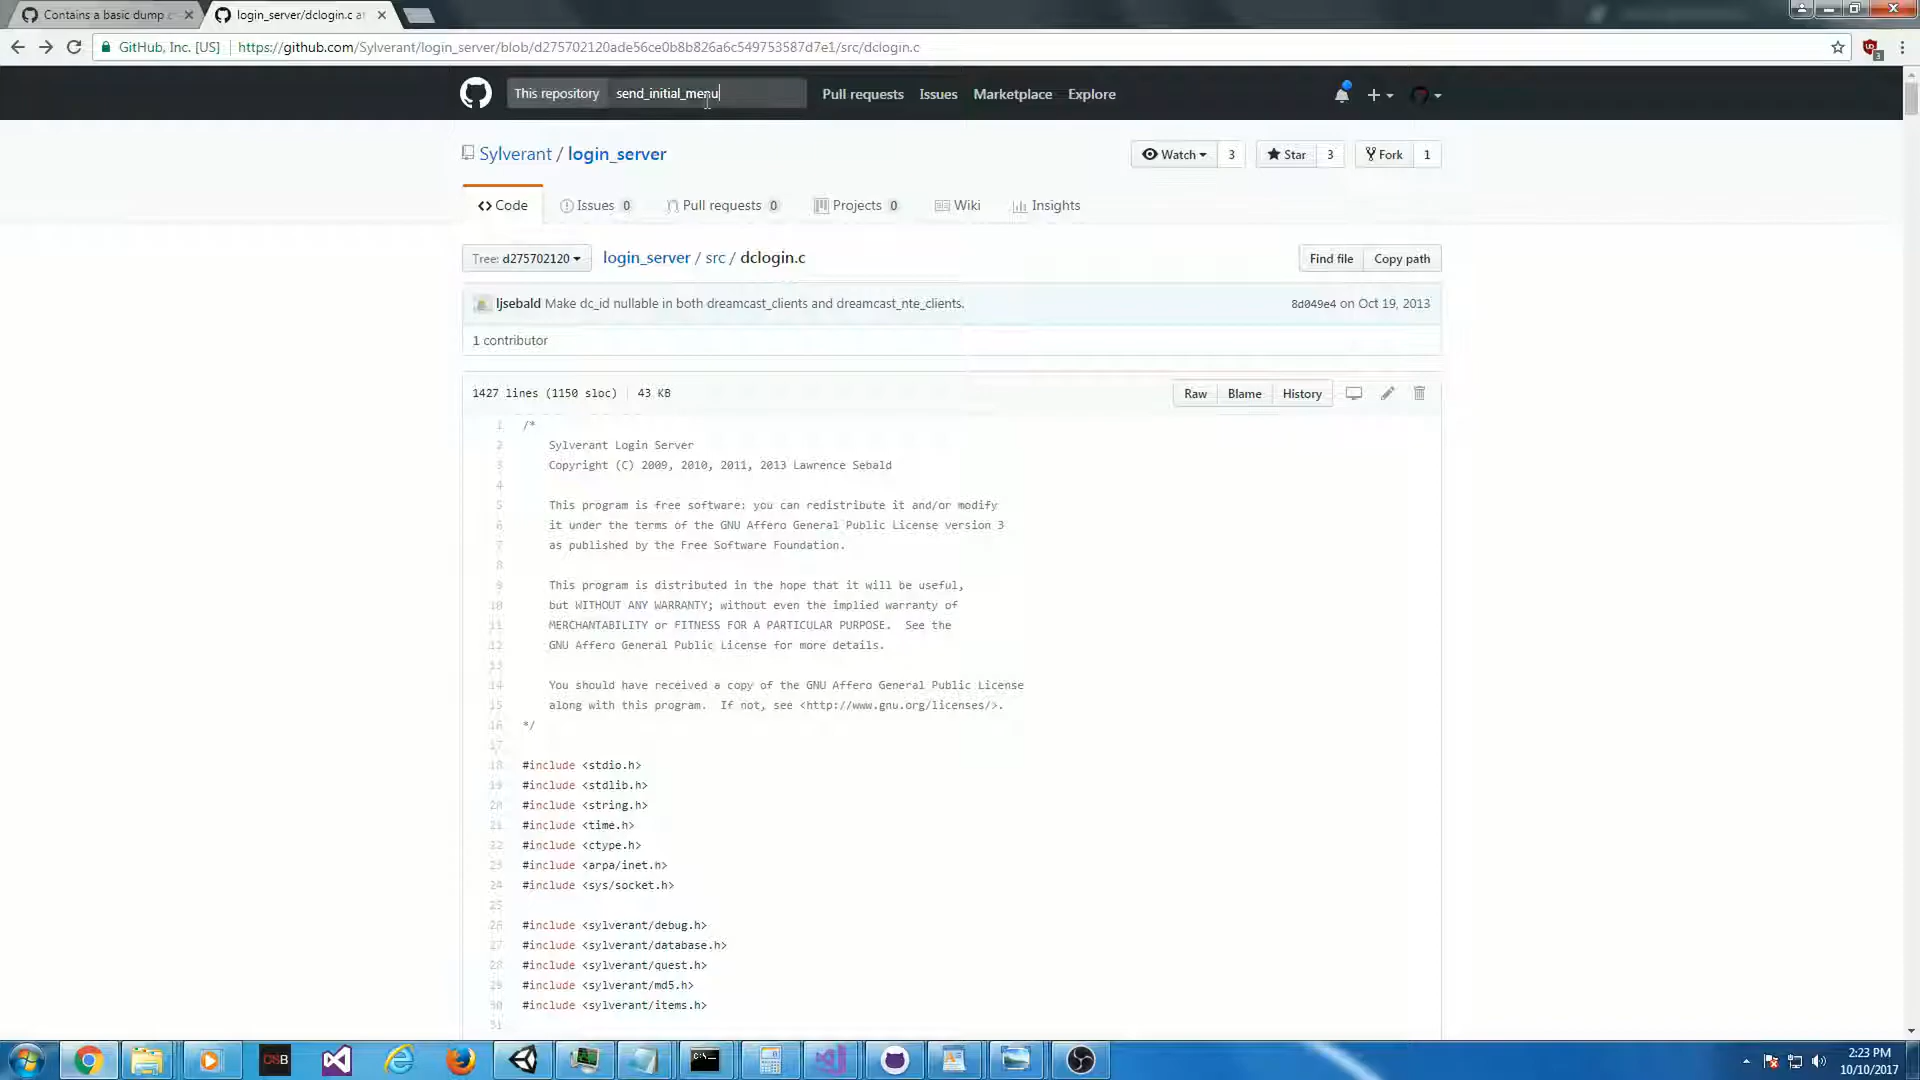 Contains a basic dump
login_server/dclogin.c a
GitHub, Inc. [US] https://github.com/Sylverant/login_server/blob/d275702120ade56ce0b8b826a6c549753587d7e1/src/dclogin.c
This repository send_initial_menu Pull requests Issues Marketplace Explore
Sylverant / login_server
Watch 3 Star 3 Fork 1
Code Issues 0 Pull requests 0 Projects 0 Wiki Insights
Tree: d275702120 login_server / src / dclogin.c Find file Copy path
ljsebald Make dc_id nullable in both dreamcast_clients and dreamcast_nte_clients. 8d049e4 on Oct 19, 2013
1 contributor
1427 lines (1150 sloc) 43 KB Raw Blame History
1 /*
2 Sylverant Login Server
3 Copyright (C) 2009, 2010, 2011, 2013 Lawrence Sebald
4
5 This program is free software: you can redistribute it and/or modify
6 it under the terms of the GNU Affero General Public License version 3
7 as published by the Free Software Foundation.
8
9 This program is distributed in the hope that it will be useful,
10 but WITHOUT ANY WARRANTY; without even the implied warranty of
11 MERCHANTABILITY or FITNESS FOR A PARTICULAR PURPOSE. See the
12 GNU Affero General Public License for more details.
13
14 You should have received a copy of the GNU Affero General Public License
15 along with this program. If not, see <http://www.gnu.org/licenses/>.
16 */
17
18 #include <stdio.h>
19 #include <stdlib.h>
20 #include <string.h>
21 #include <time.h>
22 #include <ctype.h>
23 #include <arpa/inet.h>
24 #include <sys/socket.h>
25
26 #include <sylverant/debug.h>
27 #include <sylverant/database.h>
28 #include <sylverant/quest.h>
29 #include <sylverant/md5.h>
30 #include <sylverant/items.h>
31
2:23 PM
10/10/2017